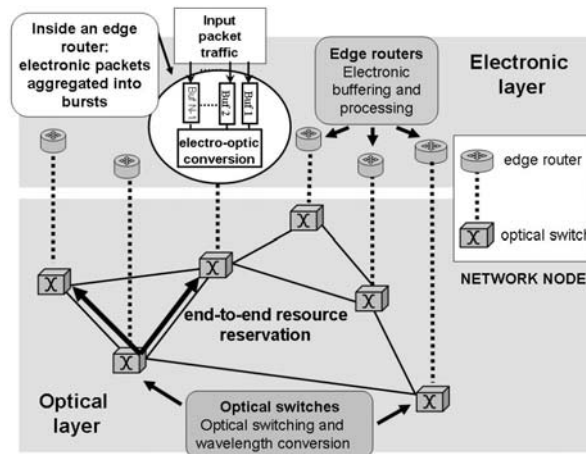 Inside an edge
router:
electronic packets
aggregated into
bursts
Input
packet
traffic
Edge routers
Electronic
buffering and
processing
Electronic
layer
Buf N-1
Buf 2
Buf 1
electro-optic
conversion
edge router
optical switch
NETWORK NODE
end-to-end resource
reservation
Optical
layer
Optical switches
Optical switching and
wavelength conversion